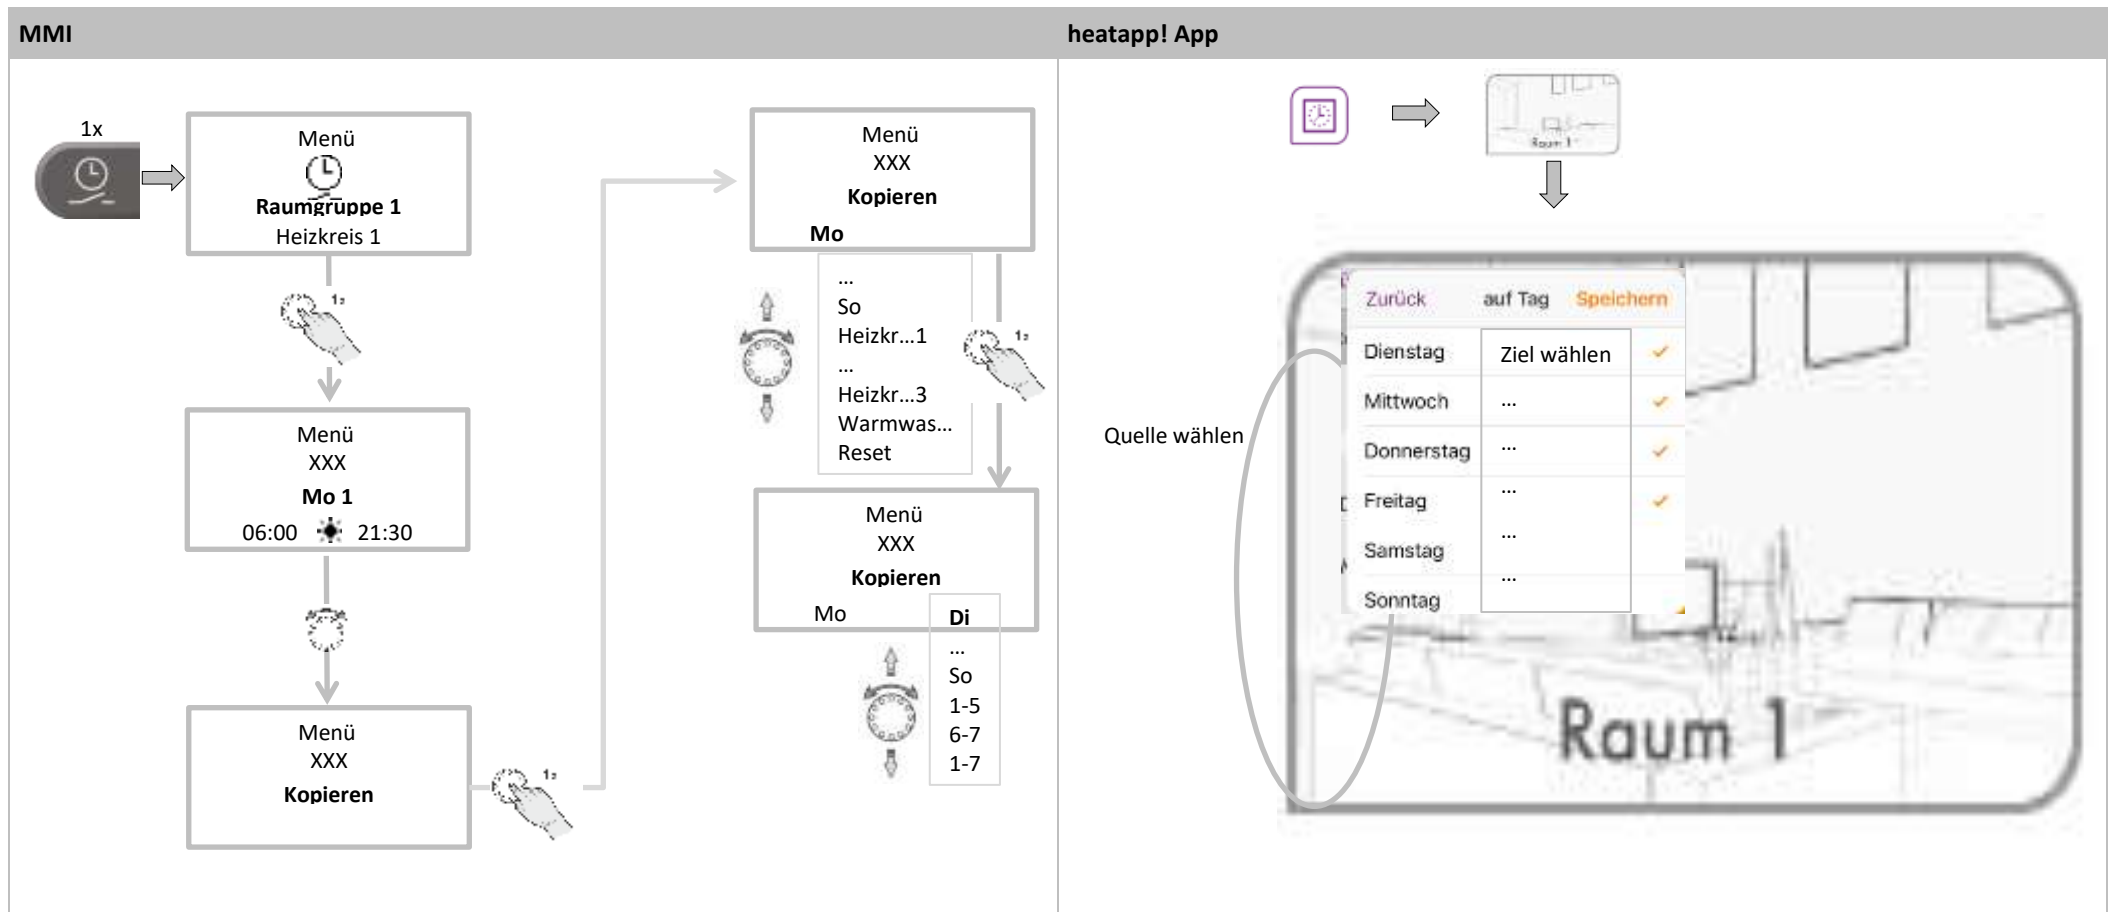 MMI
heatapp! App
1x
Menü
Raumgruppe 1
Heizkreis 1
Menü
XXX
Mo 1
06:00 21:30
Menü
XXX
Kopieren
Menü
XXX
Kopieren
Mo
...
So
Heizkr...1
...
Heizkr...3
Warmwas...
Reset
Menü
XXX
Kopieren
Mo Di
...
So
1-5
6-7
1-7
Raum 1
Quelle wählen
Zurück auf Tag Speichern
Dienstag Ziel wählen
Mittwoch ...
Donnerstag ...
Freitag ...
Samstag ...
Sonntag ...
Raum 1